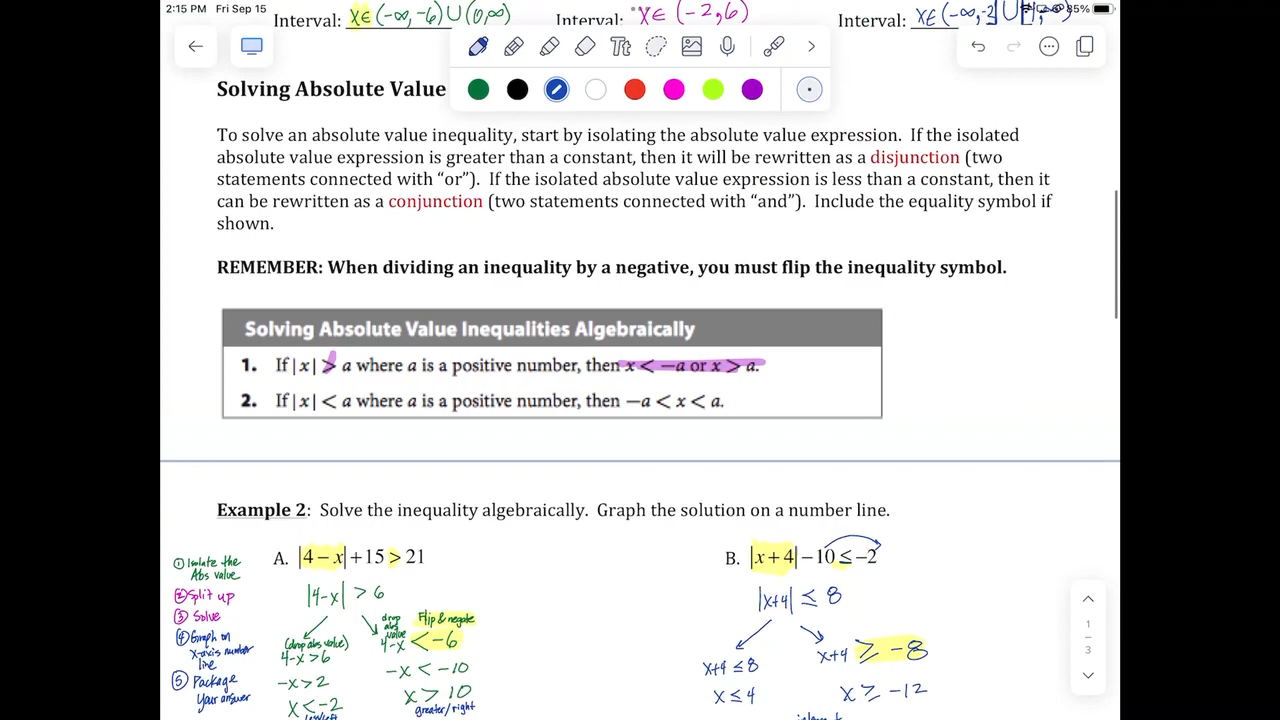 2:15 PM Fri Sep 15
85%
Interval: x∈(-∞,-6)∪(0,∞) Interval: x∈(-2,6) Interval: x∈(-∞,-2]∪
Tt
Solving Absolute Value
To solve an absolute value inequality, start by isolating the absolute value expression. If the isolated
absolute value expression is greater than a constant, then it will be rewritten as a disjunction (two
statements connected with “or”). If the isolated absolute value expression is less than a constant, then it
can be rewritten as a conjunction (two statements connected with “and”). Include the equality symbol if
shown.
REMEMBER: When dividing an inequality by a negative, you must flip the inequality symbol.
Solving Absolute Value Inequalities Algebraically
1. If |x| > a where a is a positive number, then x < −a or x > a.
2. If |x| < a where a is a positive number, then −a < x < a.
Example 2: Solve the inequality algebraically. Graph the solution on a number line.
① Isolate the
Abs value
② Split up
③ Solve
④ Graph on
x-axis number
line
⑤ Package
your answer
A. |4−x|+15 > 21
|4-x| > 6
(drop abs value)
4-x>6
-x>2
x<-2
drop
abs
value
Flip & negate
4-x < -6
-x < -10
x > 10
greater/right
B. |x+4|−10 ≤ −2
|x+4| ≤ 8
x+4 ≤ 8
x ≤ 4
x+4 ≥ -8
x ≥ -12
1
3